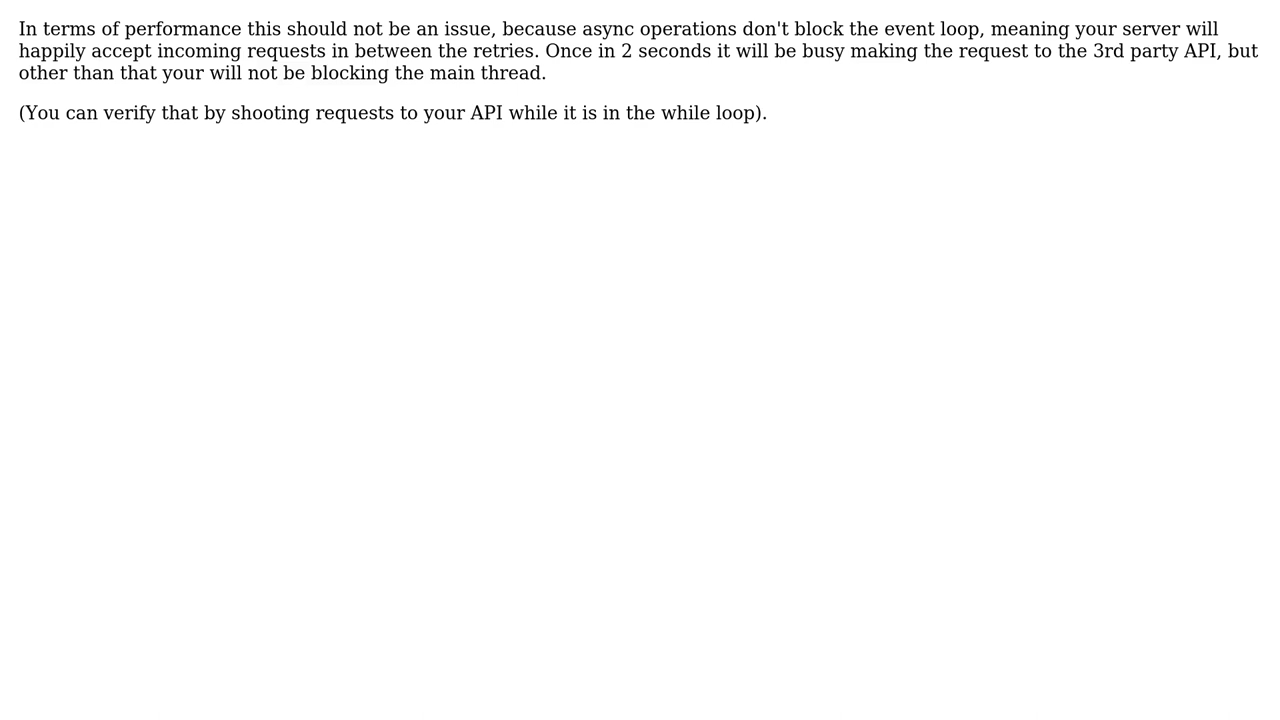 In terms of performance this should not be an issue, because async operations don't block the event loop, meaning your server will
happily accept incoming requests in between the retries. Once in 2 seconds it will be busy making the request to the 3rd party API, but
other than that your will not be blocking the main thread.
(You can verify that by shooting requests to your API while it is in the while loop).